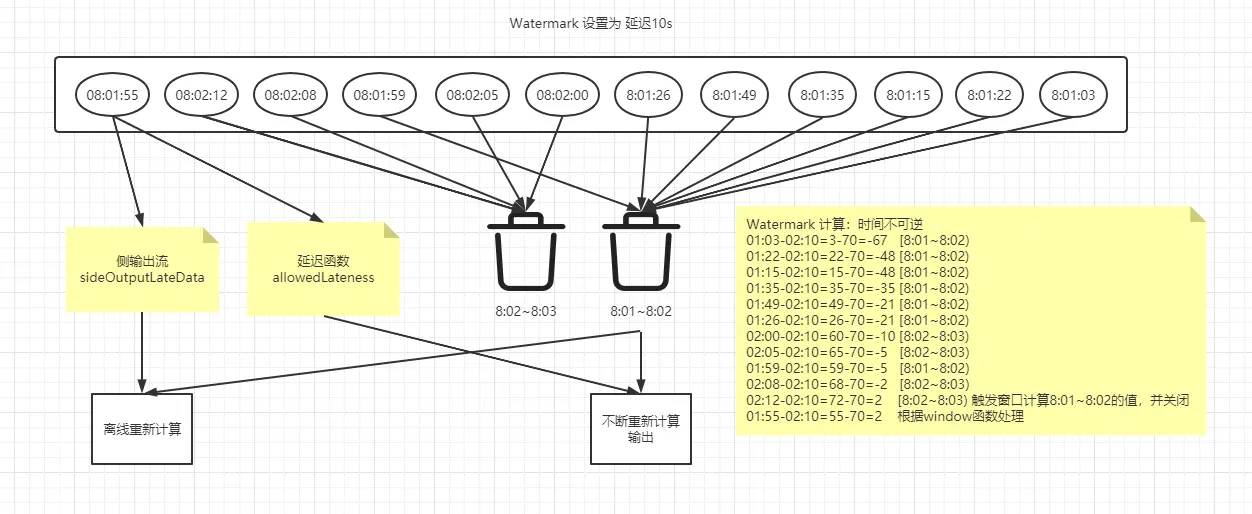 Watermark 设置为 延迟10s
08:01:55
08:02:12
08:02:08
08:01:59
08:02:05
08:02:00
8:01:26
8:01:49
8:01:35
8:01:15
8:01:22
8:01:03
侧输出流
sideOutputLateData
延迟函数
allowedLateness
8:02~8:03
8:01~8:02
离线重新计算
不断重新计算
输出
Watermark 计算：时间不可逆
01:03-02:10=3-70=-67 [8:01~8:02)
01:22-02:10=22-70=-48 [8:01~8:02)
01:15-02:10=15-70=-48 [8:01~8:02)
01:35-02:10=35-70=-35 [8:01~8:02)
01:49-02:10=49-70=-21 [8:01~8:02)
01:26-02:10=26-70=-21 [8:01~8:02)
02:00-02:10=60-70=-10 [8:02~8:03)
02:05-02:10=65-70=-5 [8:02~8:03)
01:59-02:10=59-70=-5 [8:01~8:02)
02:08-02:10=68-70=-2 [8:02~8:03)
02:12-02:10=72-70=2 [8:02~8:03) 触发窗口计算8:01~8:02的值，并关闭
01:55-02:10=55-70=2 根据window函数处理